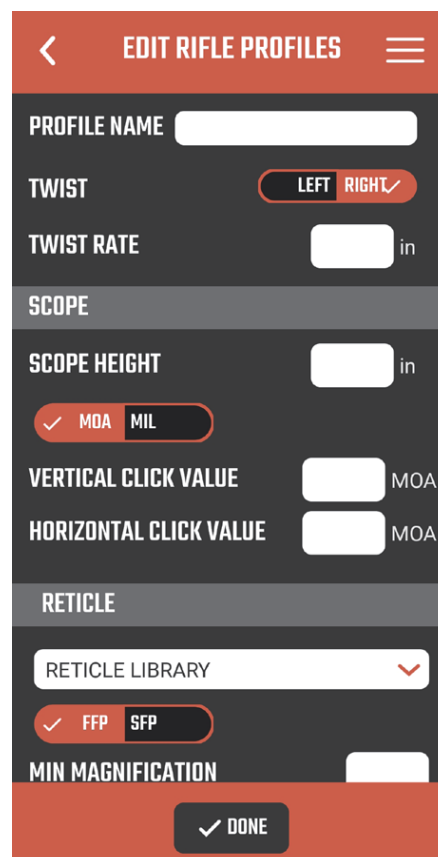 EDIT RIFLE PROFILES
PROFILE NAME
TWIST LEFT RIGHT
TWIST RATE in
SCOPE
SCOPE HEIGHT in
MOA MIL
VERTICAL CLICK VALUE MOA
HORIZONTAL CLICK VALUE MOA
RETICLE
RETICLE LIBRARY
FFP SFP
MIN MAGNIFICATION
DONE